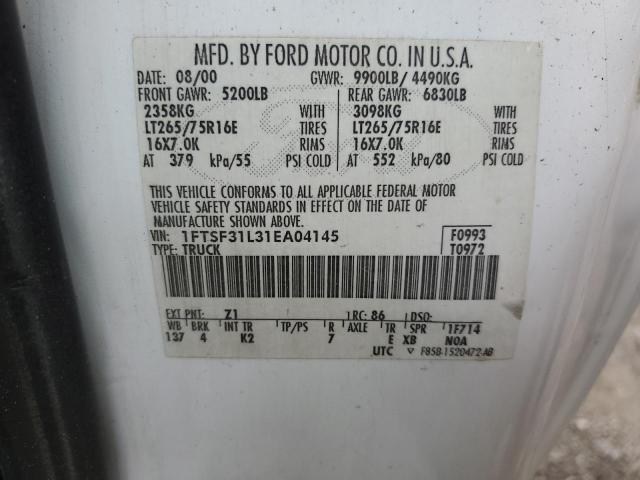 MFD. BY FORD MOTOR CO. IN U.S.A.
DATE: 08/00 GVWR: 9900LB/ 4490KG
FRONT GAWR: 5200LB REAR GAWR: 6830LB
2358KG WITH 3098KG WITH
LT265/75R16E TIRES LT265/75R16E TIRES
16X7.0K RIMS 16X7.0K RIMS
AT 379 kPa/55 PSI COLD AT 552 kPa/80 PSI COLD
THIS VEHICLE CONFORMS TO ALL APPLICABLE FEDERAL MOTOR
VEHICLE SAFETY STANDARDS IN EFFECT ON THE DATE OF
MANUFACTURE SHOWN ABOVE.
VIN: 1FTSF31L31EA04145 F0993
TYPE: TRUCK T0972
EXT PNT: Z1 RC: 86 DSO:
WB BRK INT TR TP/PS R AXLE TR SPR 1F714
137 4 K2 7 E XB N0A
UTC F85B-1520472-AB